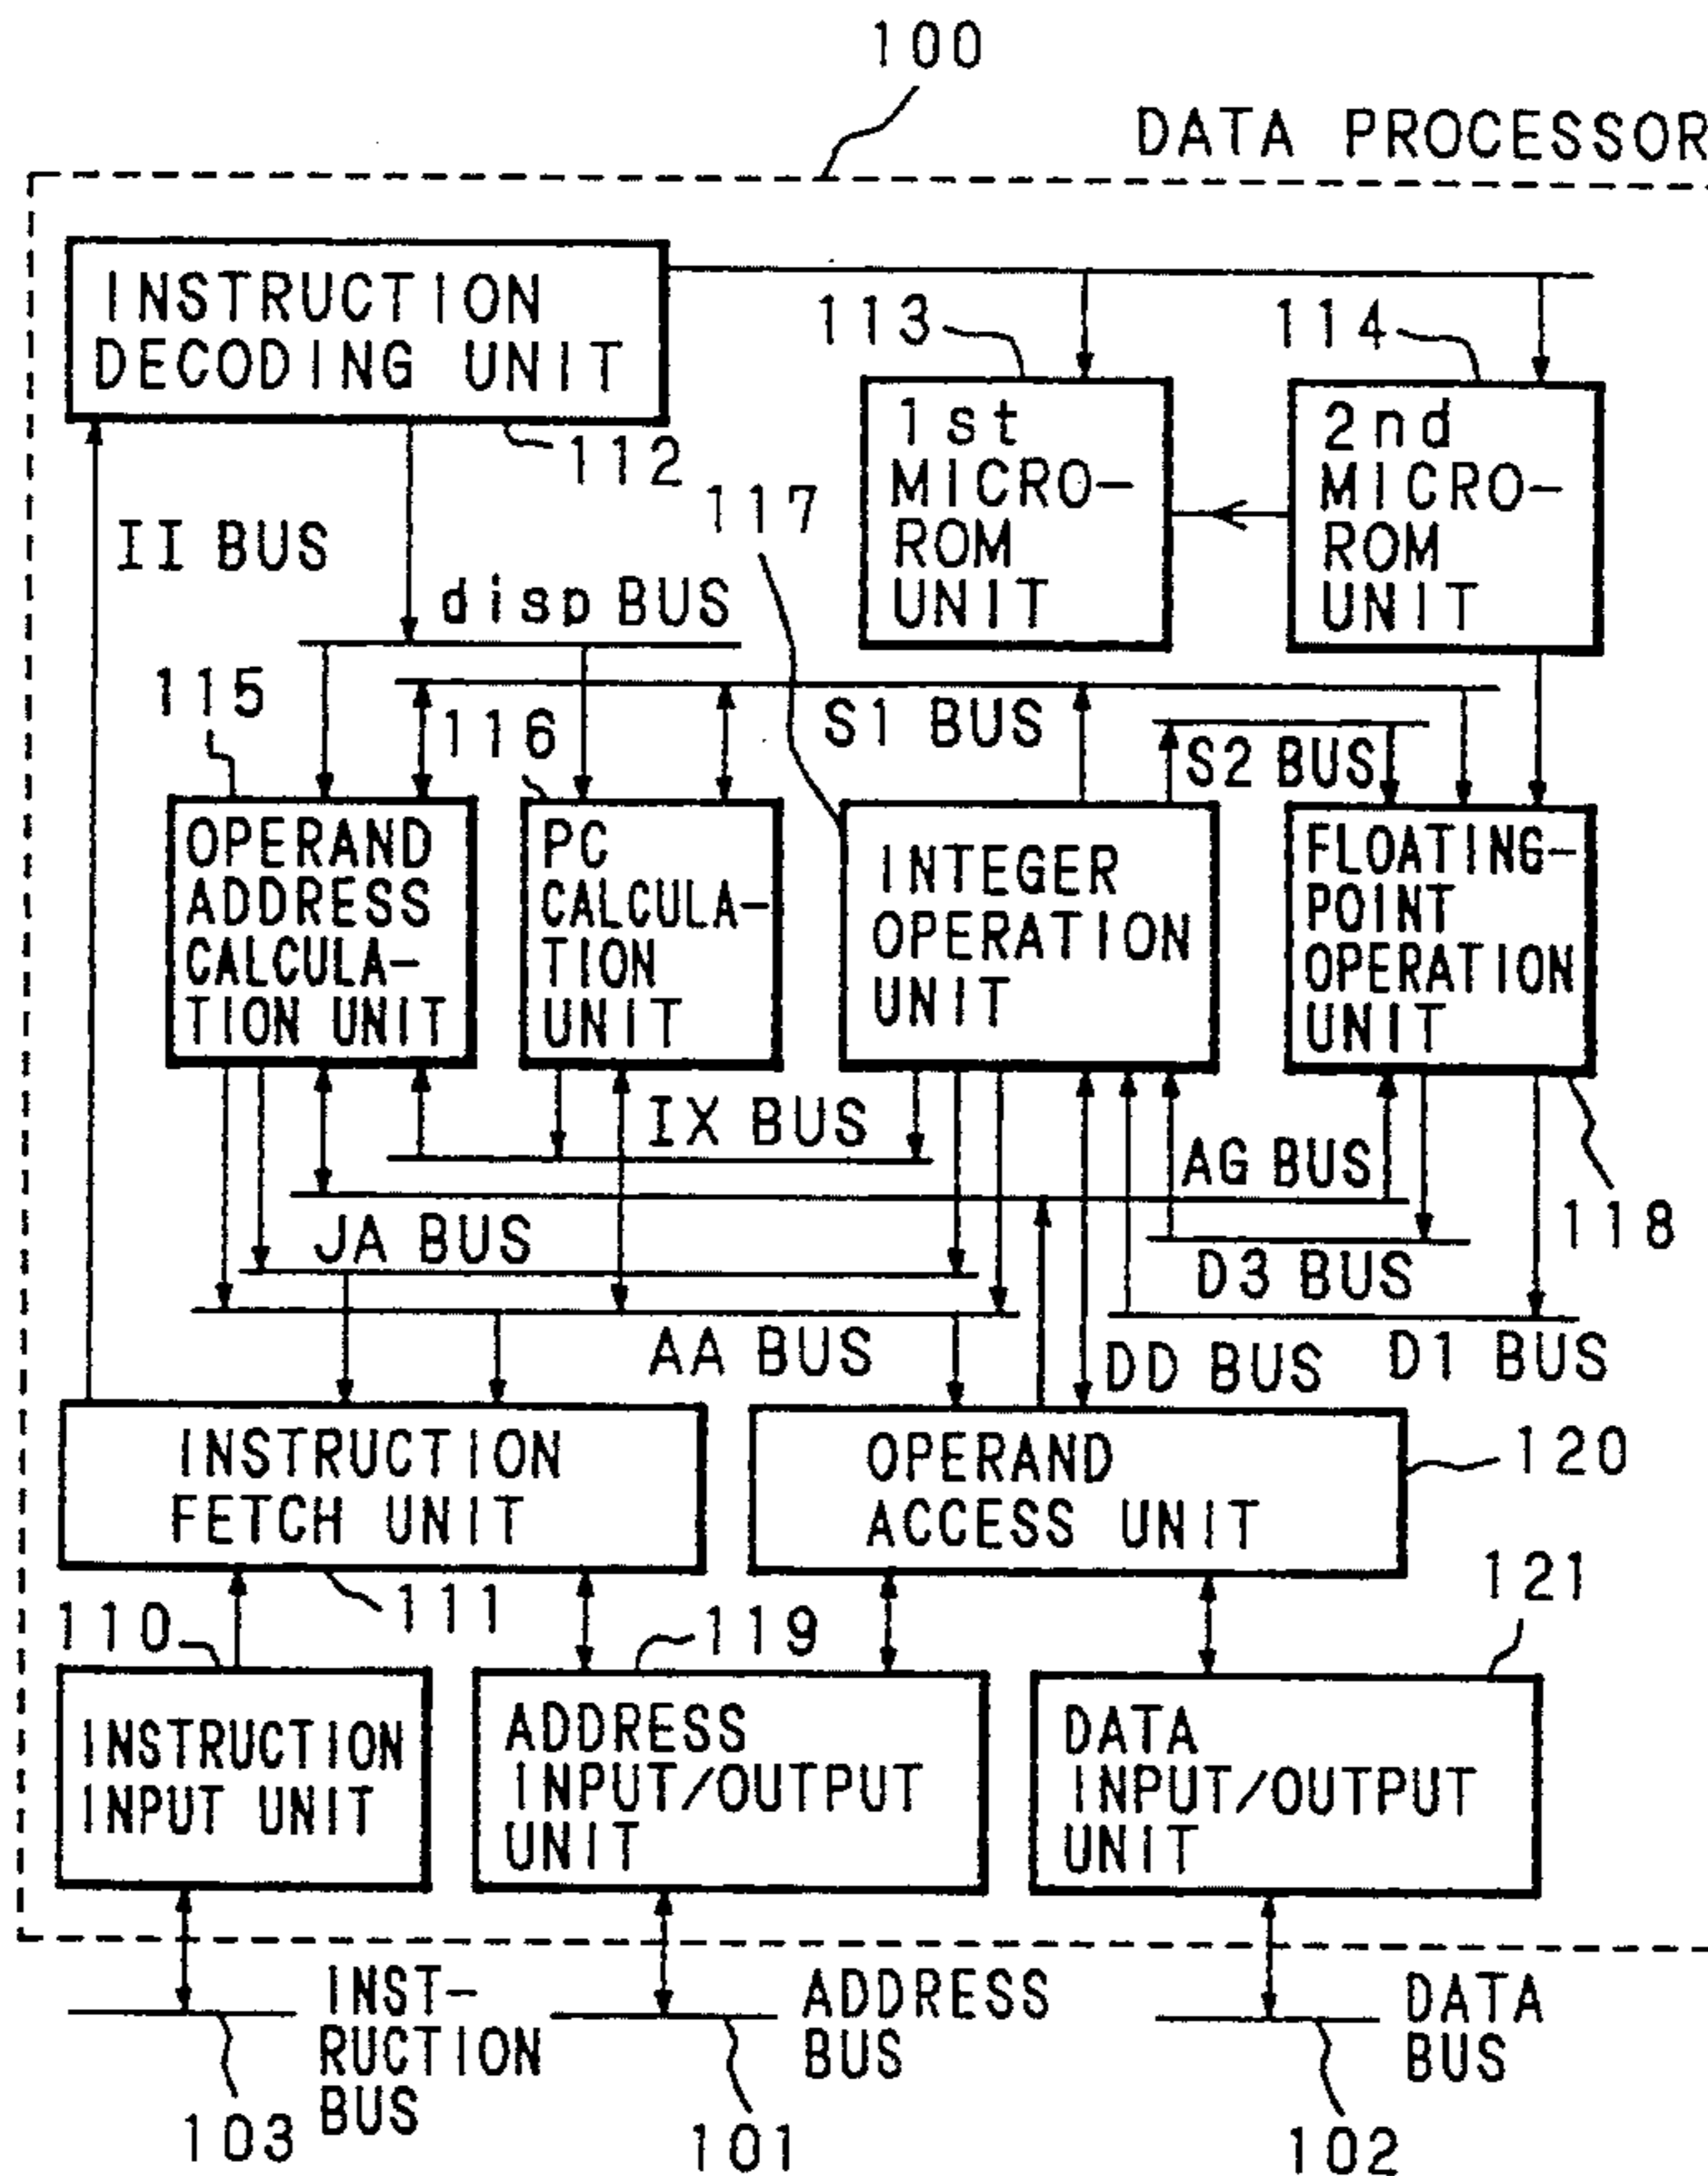 100
DATA PROCESSOR
INSTRUCTION
DECODING UNIT
112
113
114
1st
MICRO-
ROM
UNIT
2nd
MICRO-
ROM
UNIT
117
II BUS
disp BUS
115
116
S1 BUS
S2 BUS
OPERAND
ADDRESS
CALCULA-
TION UNIT
PC
CALCULA-
TION
UNIT
INTEGER
OPERATION
UNIT
FLOATING-
POINT
OPERATION
UNIT
IX BUS
AG BUS
118
JA BUS
D3 BUS
AA BUS
DD BUS
D1 BUS
INSTRUCTION
FETCH UNIT
111
OPERAND
ACCESS UNIT
120
110
119
121
INSTRUCTION
INPUT UNIT
ADDRESS
INPUT/OUTPUT
UNIT
DATA
INPUT/OUTPUT
UNIT
INST-
RUCTION
BUS
103
ADDRESS
BUS
101
DATA
BUS
102